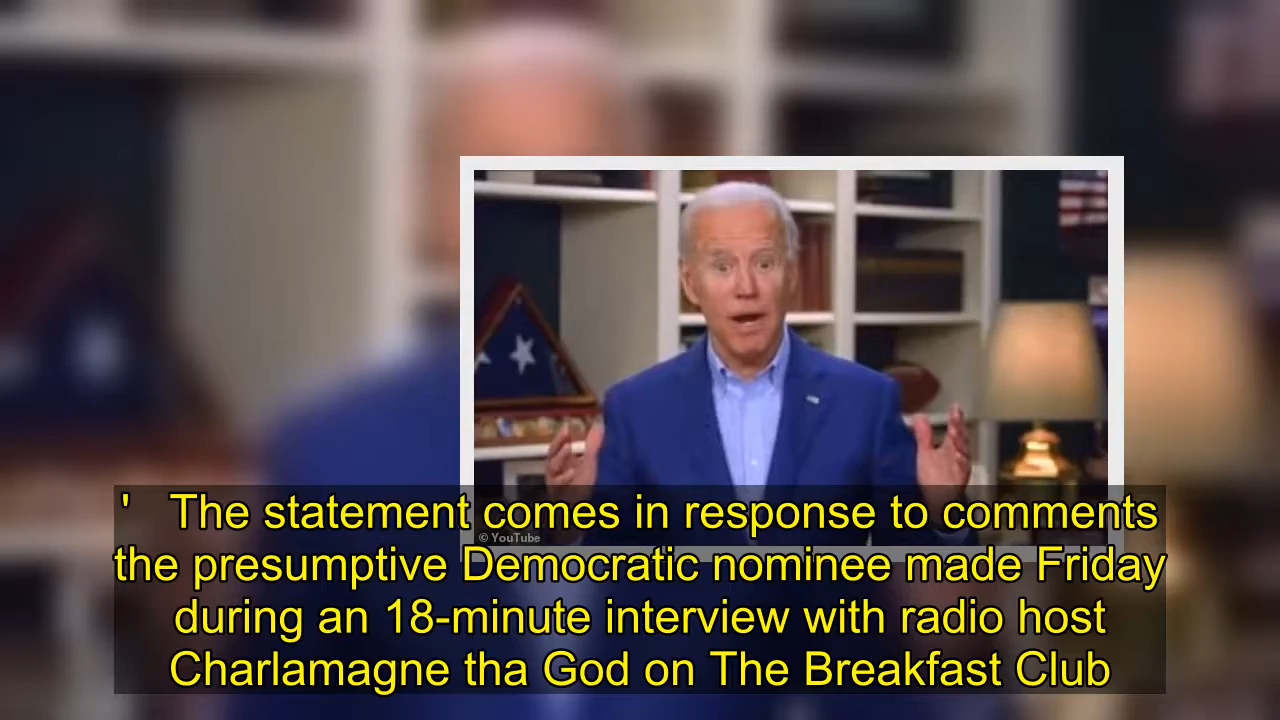 ' The statement comes in response to comments
© YouTube
the presumptive Democratic nominee made Friday
during an 18-minute interview with radio host
Charlamagne tha God on The Breakfast Club